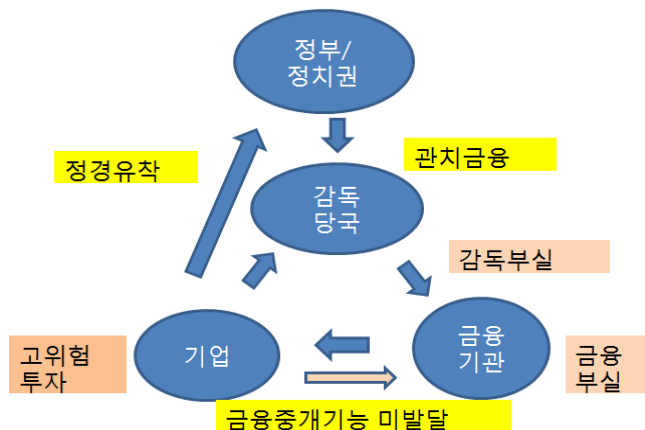 정부/
정치권
정경유착
관치금융
감독
당국
감독부실
고위험
투자
기업
금융
기관
금융
부실
금융중개기능 미발달